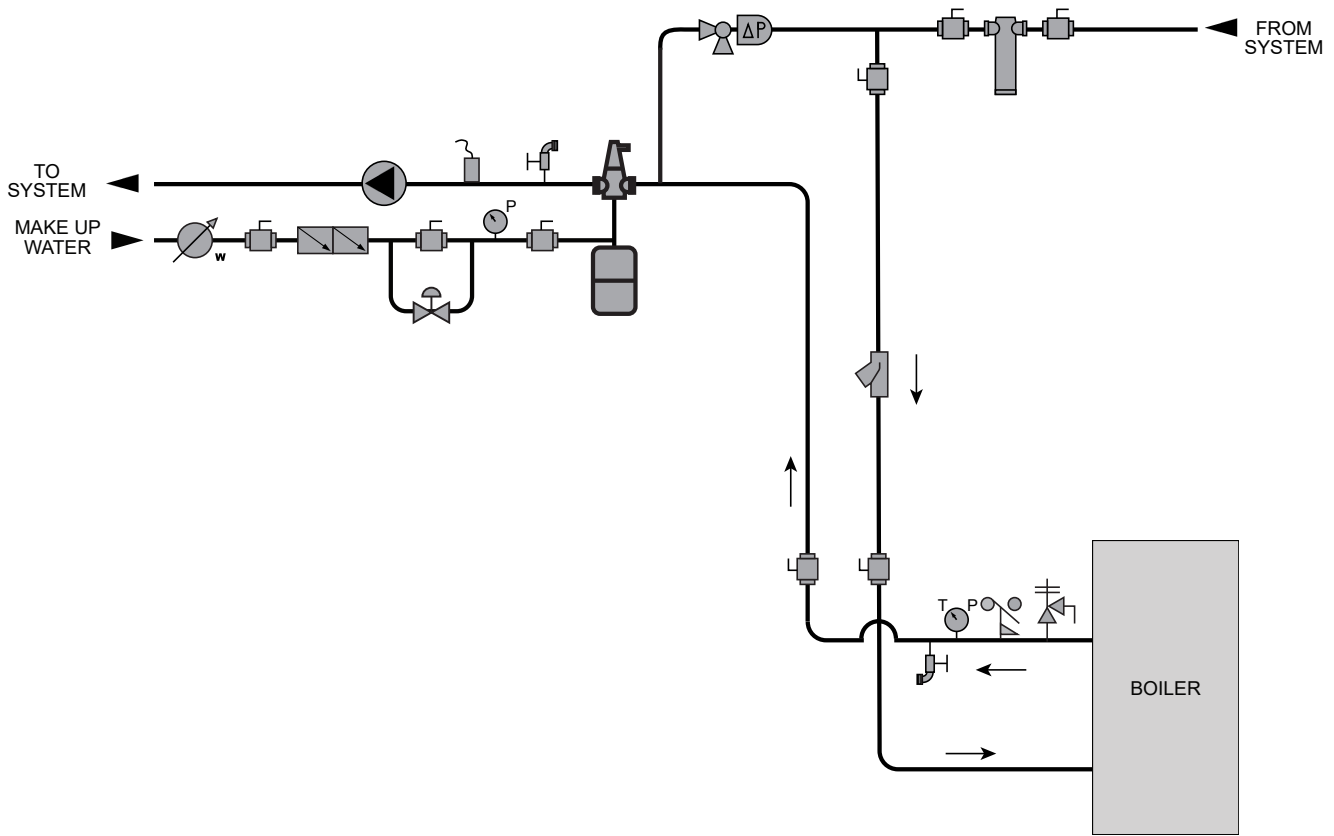 ΔP
FROM
SYSTEM
TO
SYSTEM
MAKE UP
WATER
P
w
T
P
BOILER